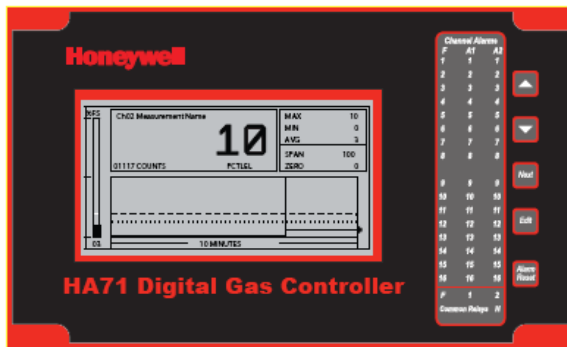 Honeywell
%FS
Ch02 Measurement Name
10
01117 COUNTS
PCTLEL
MAX 10
MIN 0
AVG 3
SPAN 100
ZERO 0
0%
10 MINUTES
HA71 Digital Gas Controller
Channel Alarms
F A1 A2
1 1 1
2 2 2
3 3 3
4 4 4
5 5 5
6 6 6
7 7 7
8 8 8
9 9 9
10 10 10
11 11 11
12 12 12
13 13 13
14 14 14
15 15 15
16 16 16
F 1 2
Common Relays H
Next
Edit
Alarm
Reset